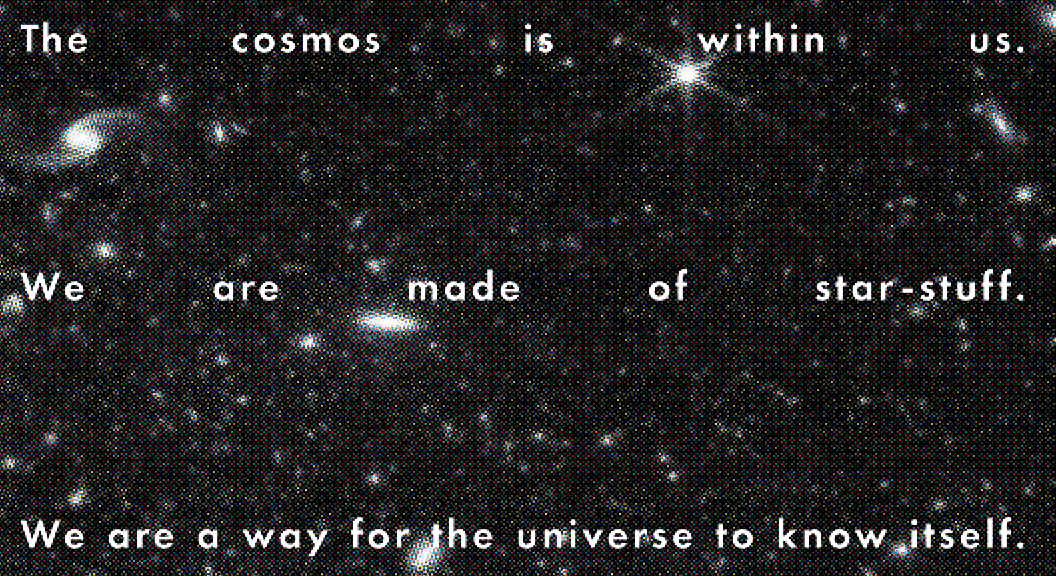 The cosmos is within us.
We are made of star-stuff.
We are a way for the universe to know itself.